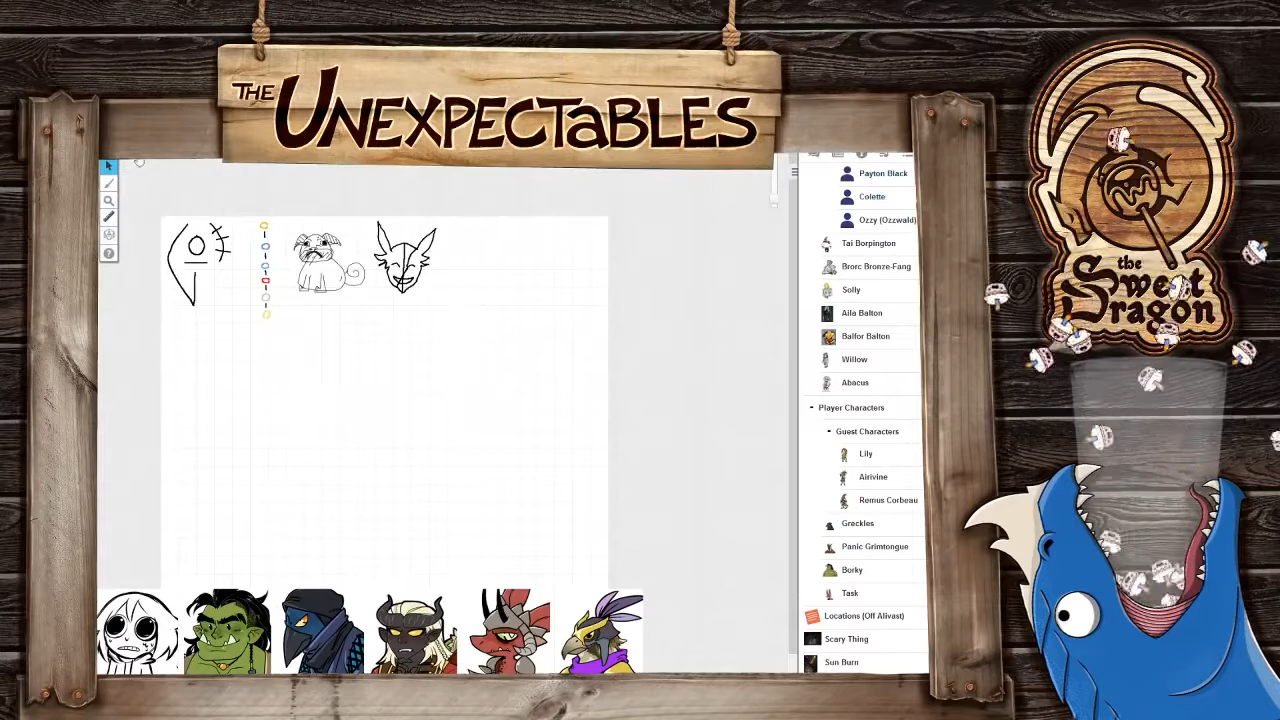 THE UNEXPECTABLES
the Sweet Dragon
Payton Black
Colette
Ozzy (Ozzwald)
Tai Borpington
Brorc Bronze-Fang
Solly
Aila Balton
Balfor Balton
Willow
Abacus
Player Characters
Guest Characters
Lily
Airivine
Remus Corbeau
Greckles
Panic Grimtongue
Borky
Task
Locations (Off Alivast)
Scary Thing
Sun Burn